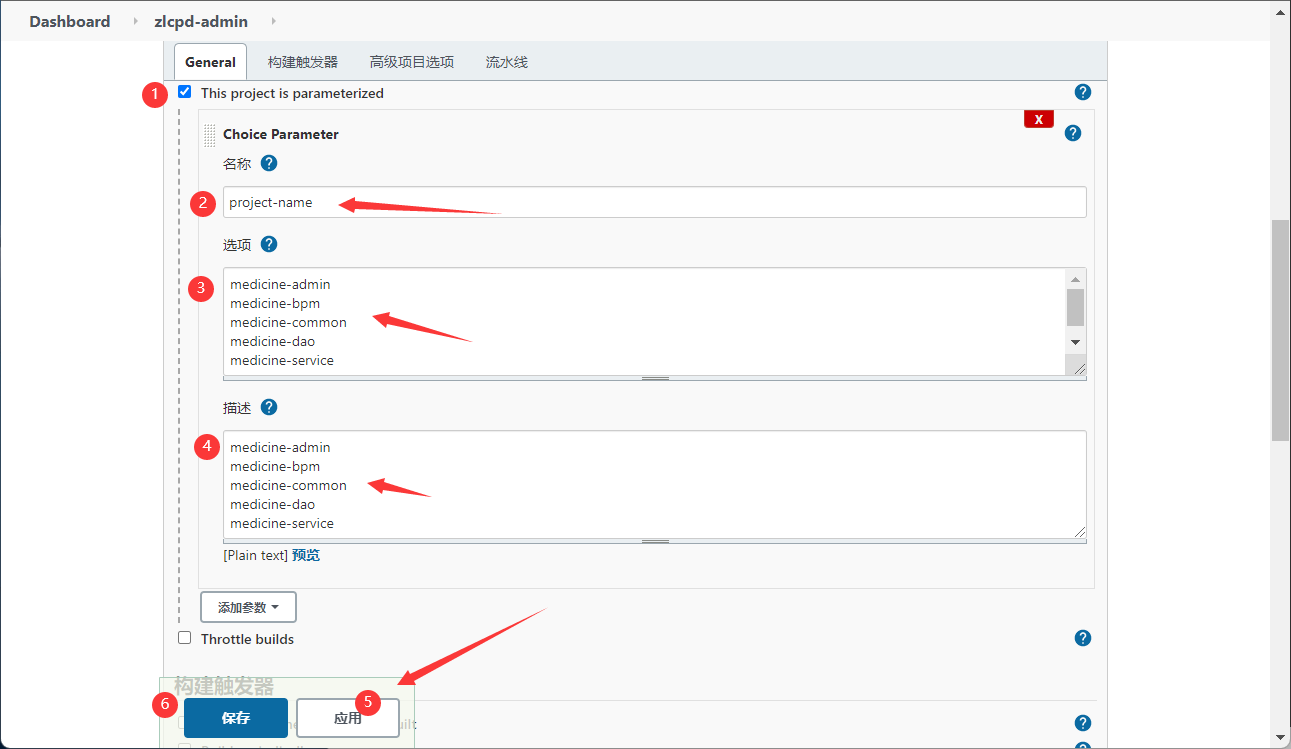 Dashboard zlcpd-admin
General 构建触发器 高级项目选项 流水线
1 This project is parameterized ?
X
Choice Parameter ?
名称 ?
2 project-name
选项 ?
3 medicine-admin
medicine-bpm
medicine-common
medicine-dao
medicine-service
描述 ?
4 medicine-admin
medicine-bpm
medicine-common
medicine-dao
medicine-service
[Plain text] 预览
添加参数
Throttle builds ?
构建触发器
6 保存 应用 5
?